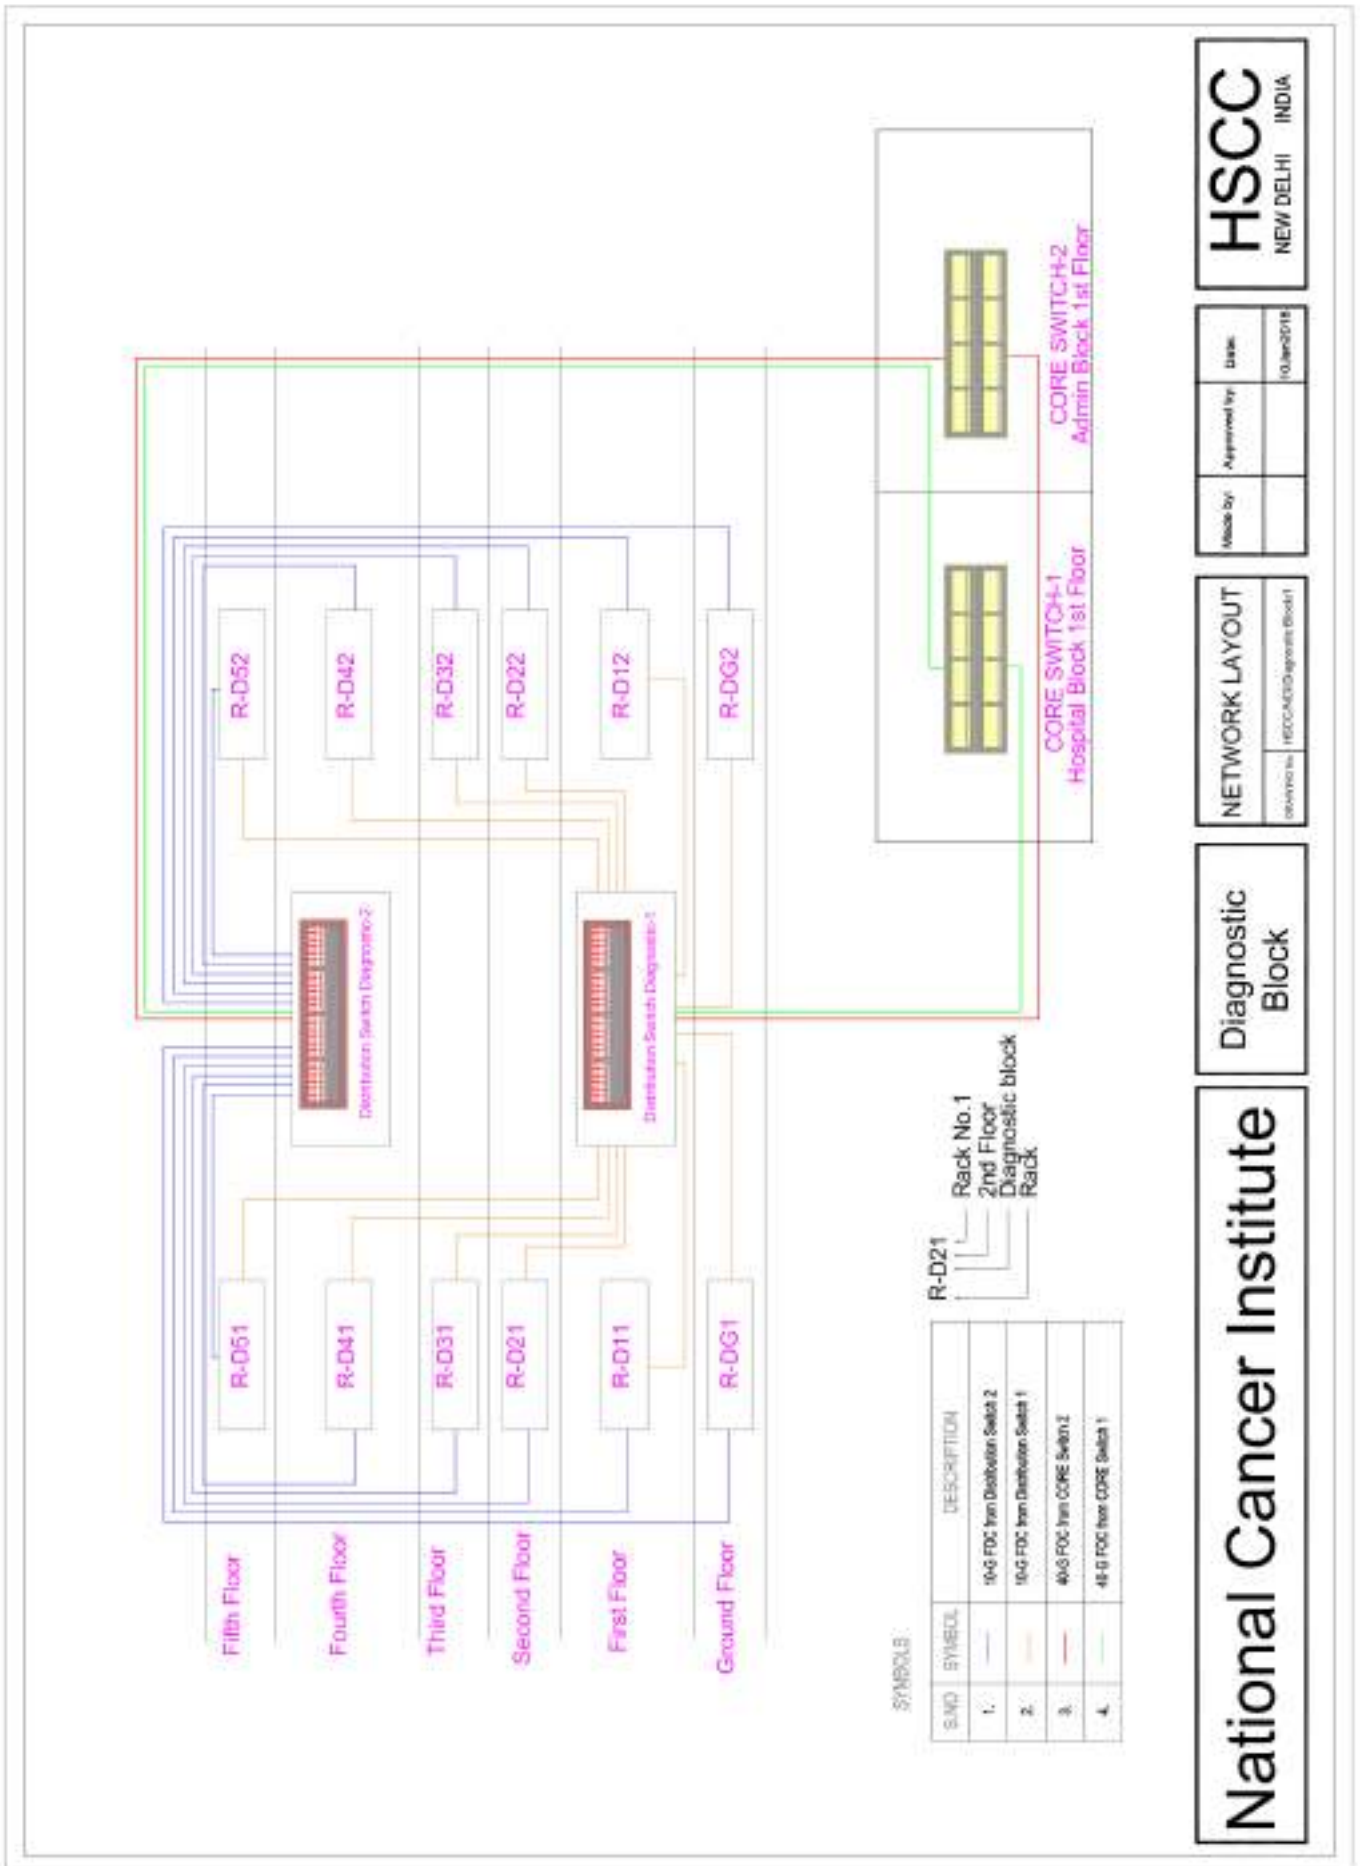 Fifth Floor
R-D51
R-D52
Fourth Floor
R-D41
R-D42
Distribution Switch Diagnostic-2
Third Floor
R-D31
R-D32
Second Floor
R-D21
R-D22
First Floor
R-D11
R-D12
Distribution Switch Diagnostic-1
Ground Floor
R-DG1
R-DG2
CORE SWITCH-1
Hospital Block 1st Floor
CORE SWITCH-2
Admin Block 1st Floor
SYMBOLS
S.NO SYMBOL DESCRIPTION
1. 10-G FOC from Distribution Switch 2
2. 10-G FOC from Distribution Switch 1
3. 40-G FOC from CORE Switch 2
4. 40-G FOC from CORE Switch 1
R-D21
Rack No.1
2nd Floor
Diagnostic block
Rack
National Cancer Institute
Diagnostic
Block
NETWORK LAYOUT
DRAWING No.
Made by: Approved by: Date:
HSCC
NEW DELHI INDIA